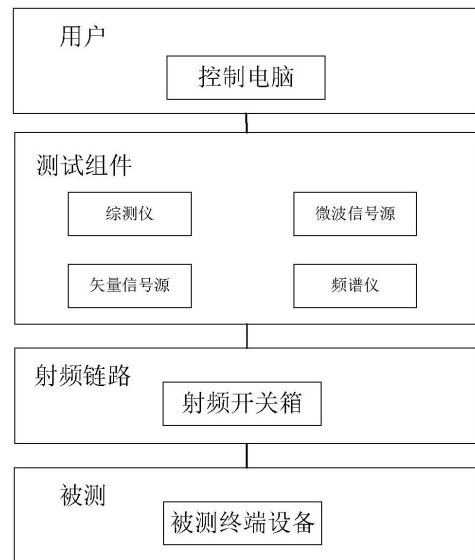 用户
控制电脑
测试组件
综测仪
微波信号源
矢量信号源
频谱仪
射频链路
射频开关箱
被测
被测终端设备